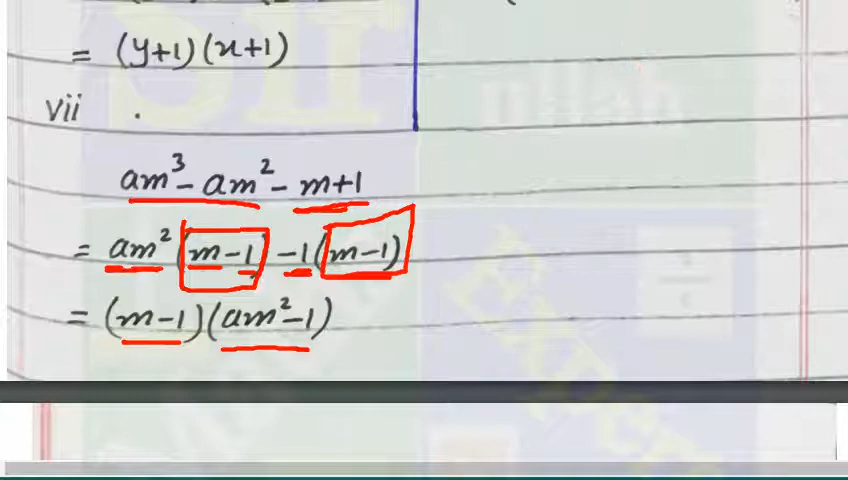 = (y+1)(x+1)
vii .
am³ - am² - m+1
= am² (m-1) -1(m-1)
= (m-1)(am²-1)